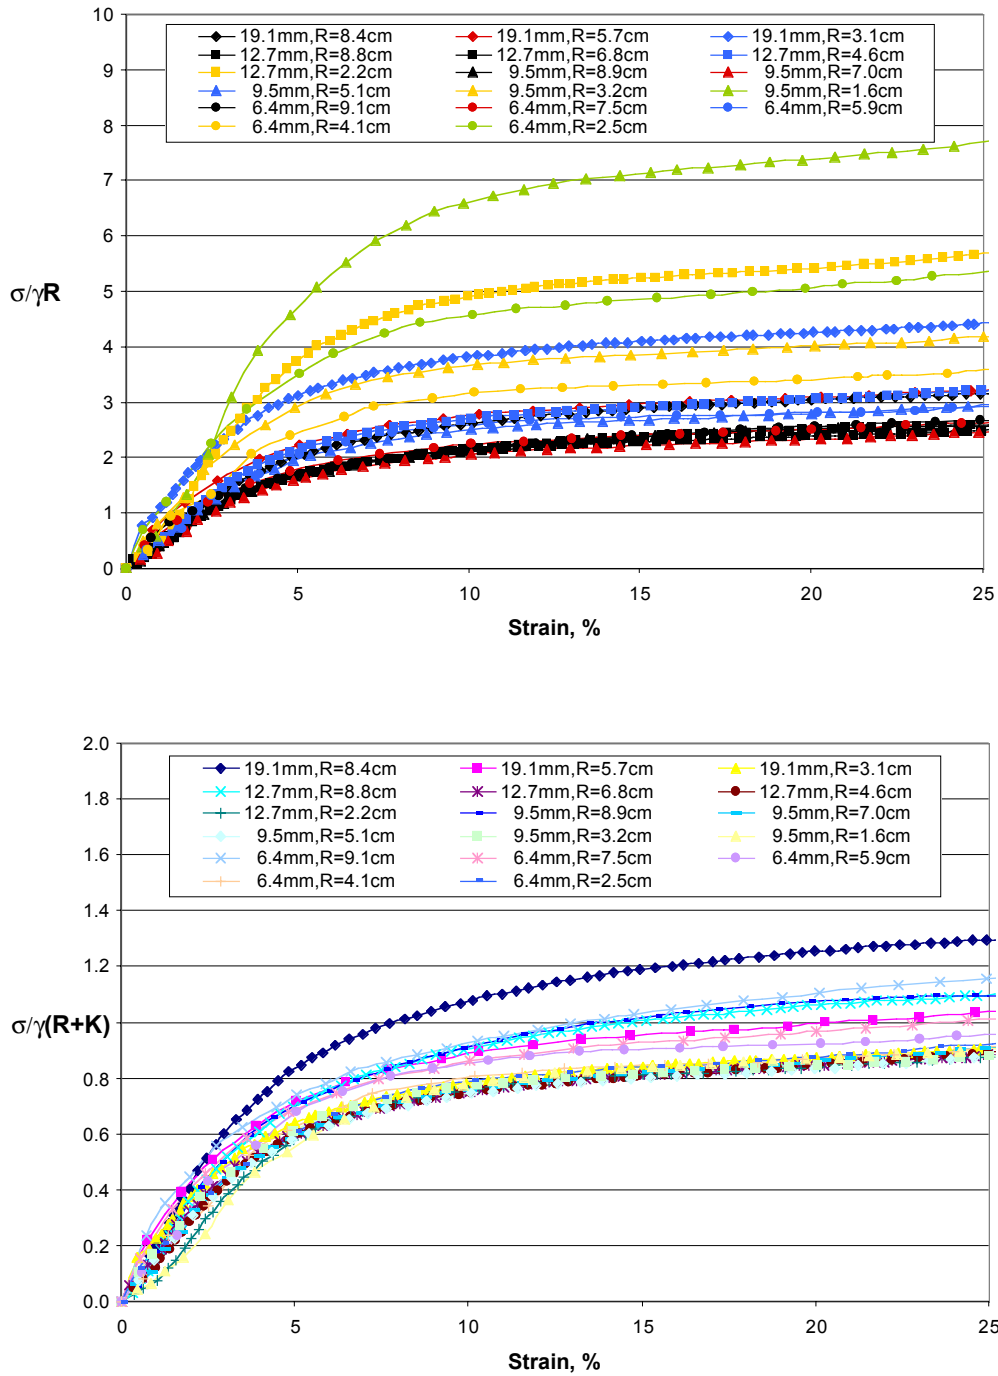 10
19.1mm,R=8.4cm 19.1mm,R=5.7cm 19.1mm,R=3.1cm
12.7mm,R=8.8cm 12.7mm,R=6.8cm 12.7mm,R=4.6cm
12.7mm,R=2.2cm 9.5mm,R=8.9cm 9.5mm,R=7.0cm
9.5mm,R=5.1cm 9.5mm,R=3.2cm 9.5mm,R=1.6cm
6.4mm,R=9.1cm 6.4mm,R=7.5cm 6.4mm,R=5.9cm
6.4mm,R=4.1cm 6.4mm,R=2.5cm
9
8
7
6
5
4
3
2
1
0
σ/γR
0 5 10 15 20 25
Strain, %
2.0
19.1mm,R=8.4cm 19.1mm,R=5.7cm 19.1mm,R=3.1cm
12.7mm,R=8.8cm 12.7mm,R=6.8cm 12.7mm,R=4.6cm
12.7mm,R=2.2cm 9.5mm,R=8.9cm 9.5mm,R=7.0cm
9.5mm,R=5.1cm 9.5mm,R=3.2cm 9.5mm,R=1.6cm
6.4mm,R=9.1cm 6.4mm,R=7.5cm 6.4mm,R=5.9cm
6.4mm,R=4.1cm 6.4mm,R=2.5cm
1.8
1.6
1.4
1.2
σ/γ(R+K)
0.8
0.6
0.4
0.2
0.0
0 5 10 15 20 25
Strain, %